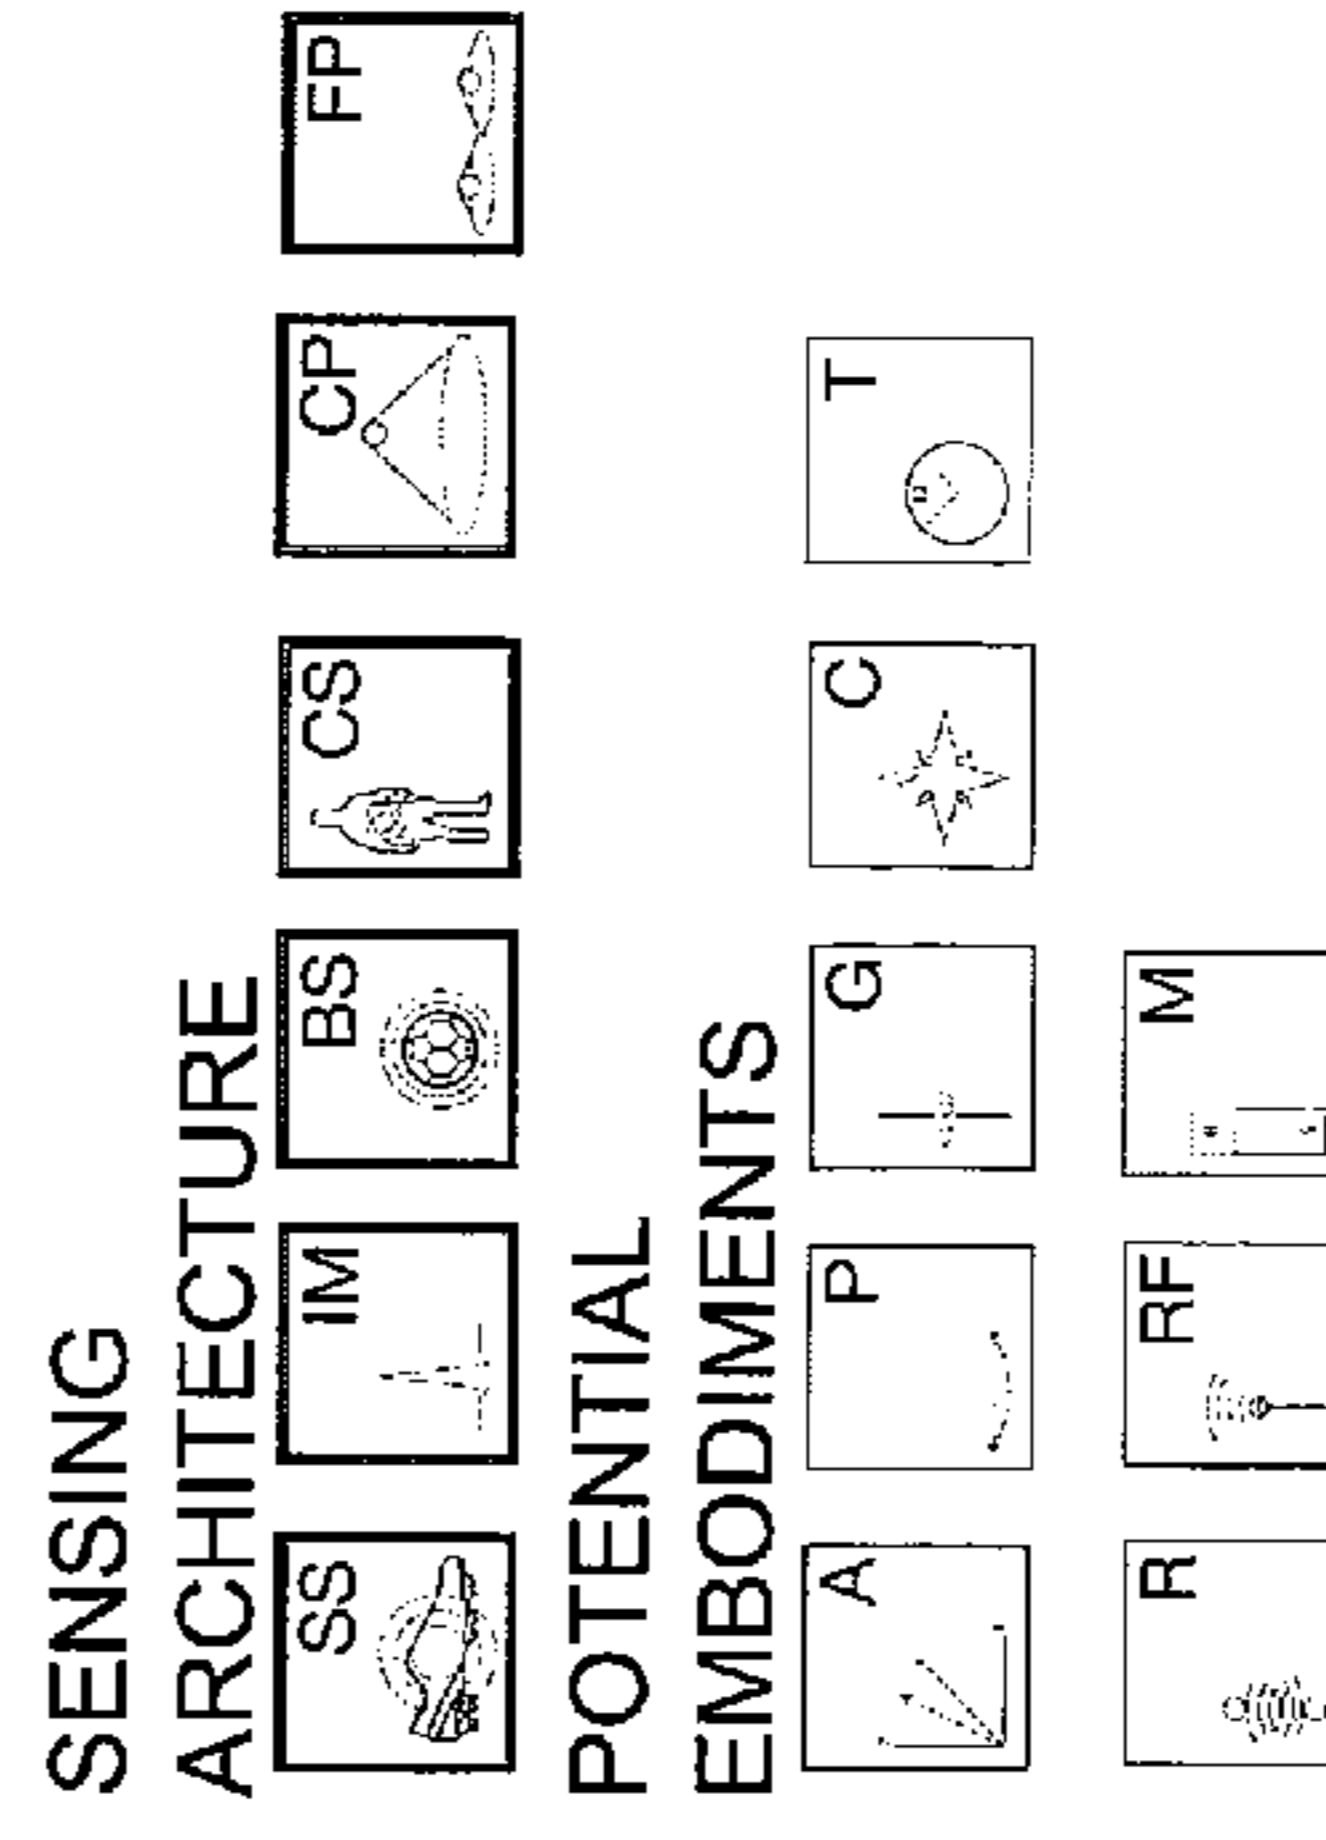 SENSING
ARCHITECTURE
SS IM BS CS CP FP
POTENTIAL
EMBODIMENTS
A P G C T
R RF M